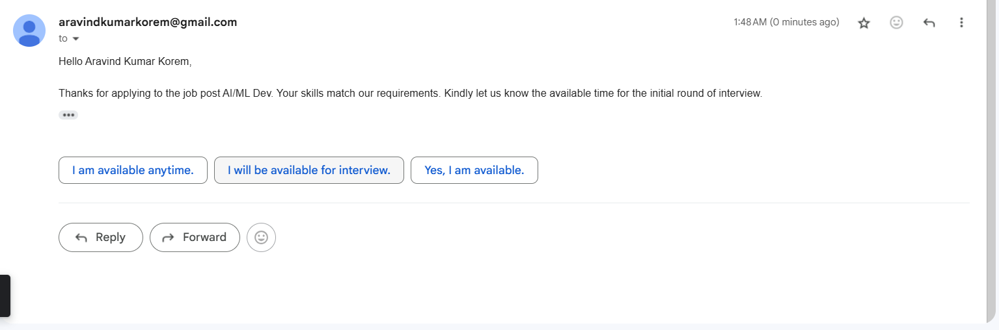 aravindkumarkorem@gmail.com
1:48 AM (0 minutes ago)
to
Hello Aravind Kumar Korem,
Thanks for applying to the job post AI/ML Dev. Your skills match our requirements. Kindly let us know the available time for the initial round of interview.
I am available anytime. I will be available for interview. Yes, I am available.
Reply Forward